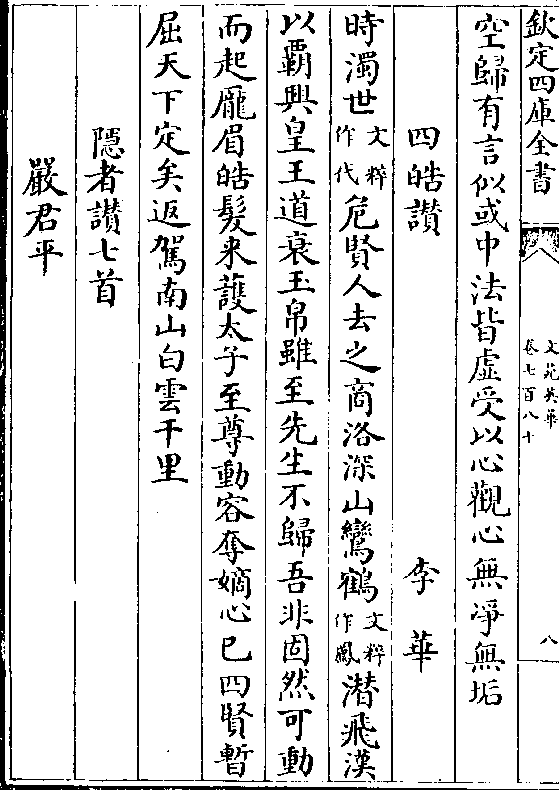 欽定四庫全書
文苑英華
卷七百八十
八
空歸有言似或中法皆虛受以心觀心無淨無垢
四皓讃 李華
時濁世文粹作代危賢人去之商洛深山鸞鶴文粹作鳳潜飛漢
以霸興皇王道衰玉帛雖至先生不歸吾非固然可動
而起龎眉皓髮来䕶太子至尊動容奪嫡心已四賢暫
屈天下定矣返駕南山白雲千里
隱者讃七首
嚴君平